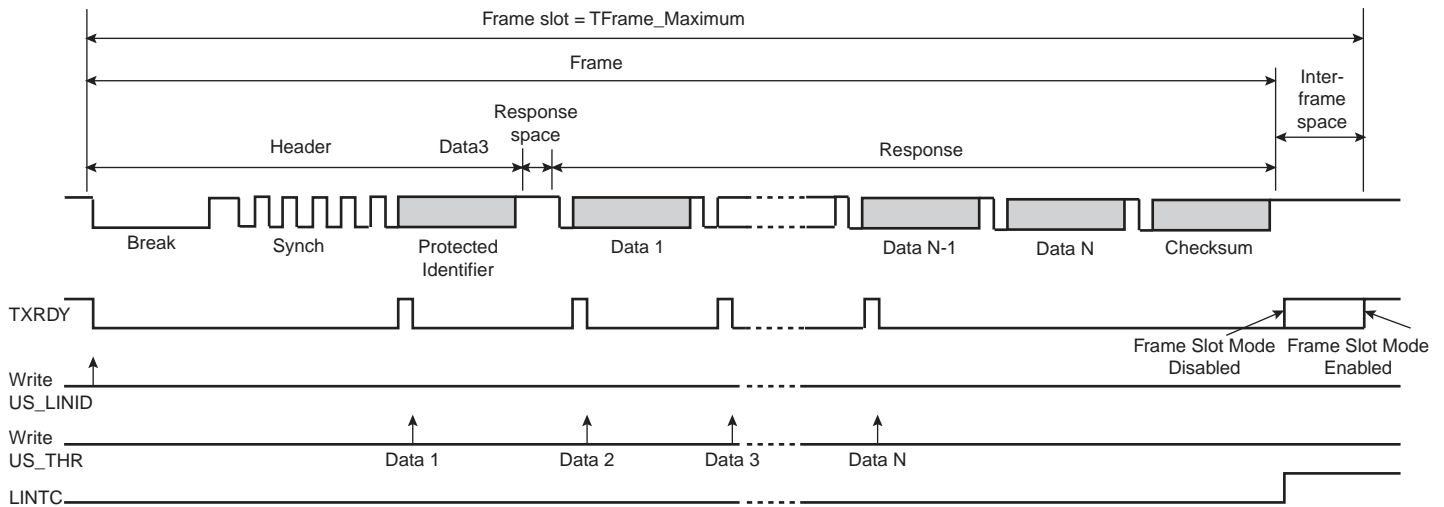 Frame slot = TFrame_Maximum
Frame
Inter-
frame
space
Response
space
Header
Data3
Response
Break
Synch
Protected
Identifier
Data 1
Data N-1
Data N
Checksum
TXRDY
Frame Slot Mode
Disabled
Frame Slot Mode
Enabled
Write
US_LINID
Write
US_THR
Data 1
Data 2
Data 3
Data N
LINTC